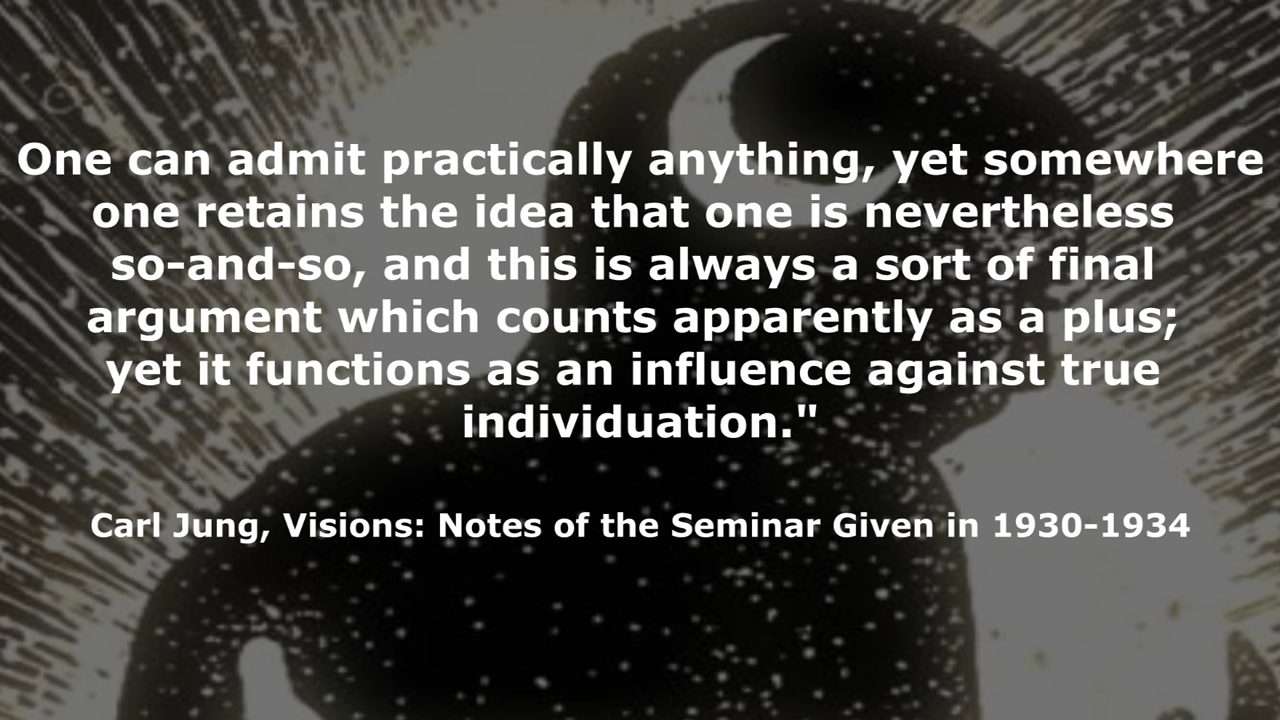 One can admit practically anything, yet somewhere
one retains the idea that one is nevertheless
so-and-so, and this is always a sort of final
argument which counts apparently as a plus;
yet it functions as an influence against true
individuation."
Carl Jung, Visions: Notes of the Seminar Given in 1930-1934